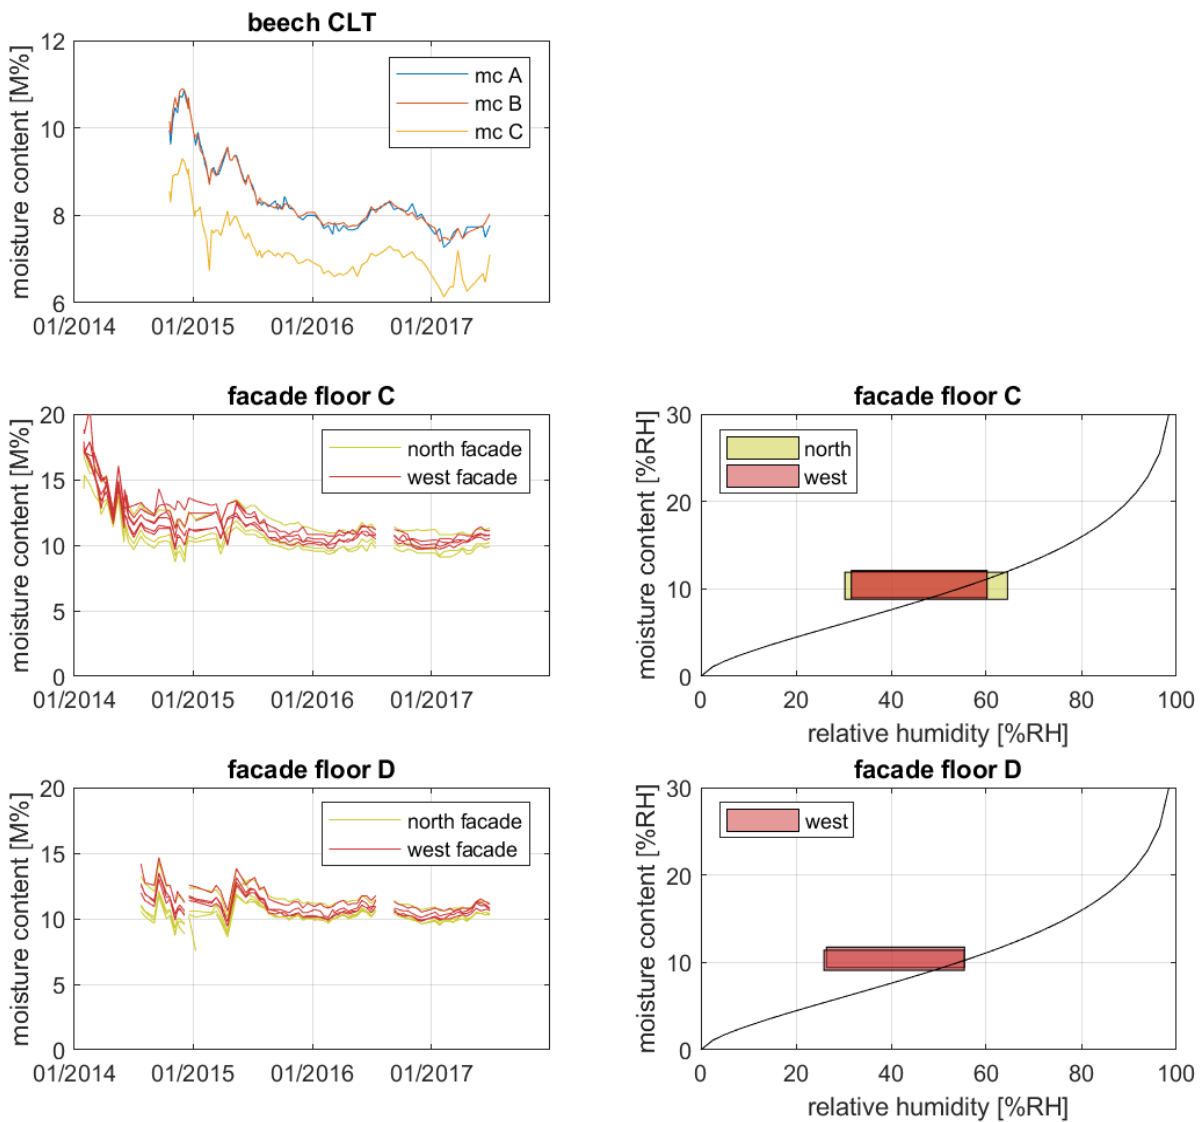 beech CLT
moisture content [M%]
12
10
8
6
mc A
mc B
mc C
01/2014 01/2015 01/2016 01/2017
facade floor C
moisture content [M%]
20
15
10
5
0
north facade
west facade
01/2014 01/2015 01/2016 01/2017
facade floor C
moisture content [%RH]
30
20
10
0
north
west
0 20 40 60 80 100
relative humidity [%RH]
facade floor D
moisture content [M%]
20
15
10
5
0
north facade
west facade
01/2014 01/2015 01/2016 01/2017
facade floor D
moisture content [%RH]
30
20
10
0
west
0 20 40 60 80 100
relative humidity [%RH]